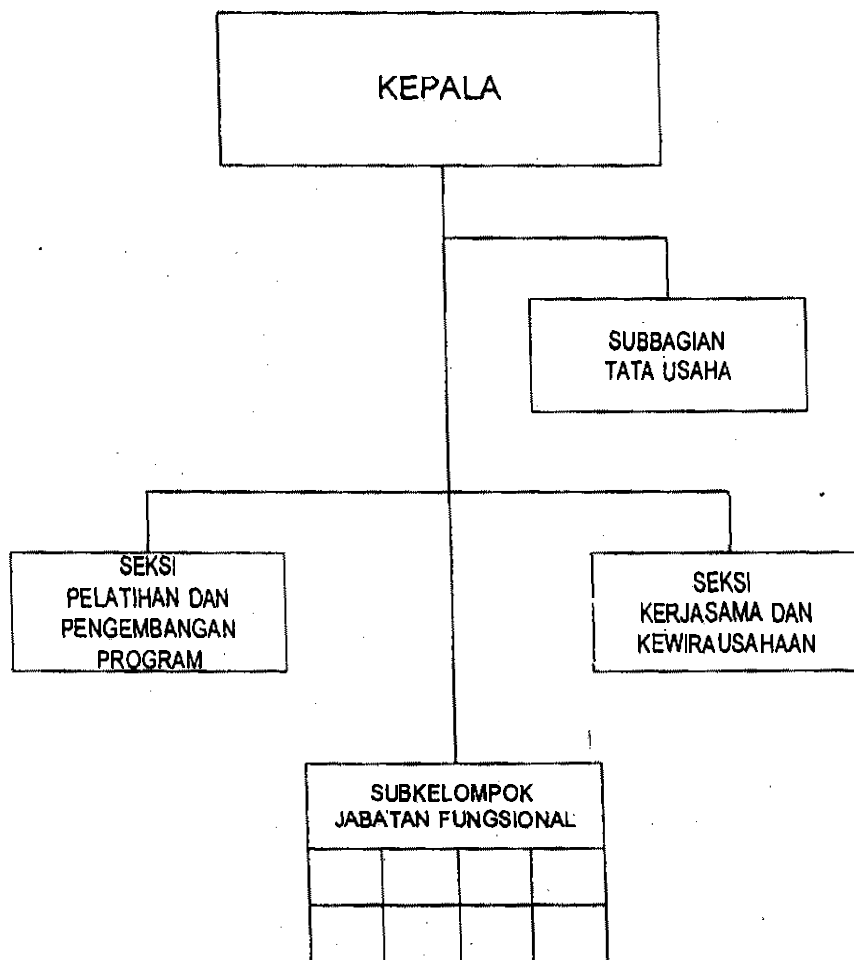 KEPALA
SUBBAGIAN
TATA USAHA
SEKSI
PELATIHAN DAN
PENGEMBANGAN
PROGRAM
SEKSI
KERJASAMA DAN
KEWIRAUSAHAAN
SUBKELOMPOK
JABATAN FUNGSIONAL